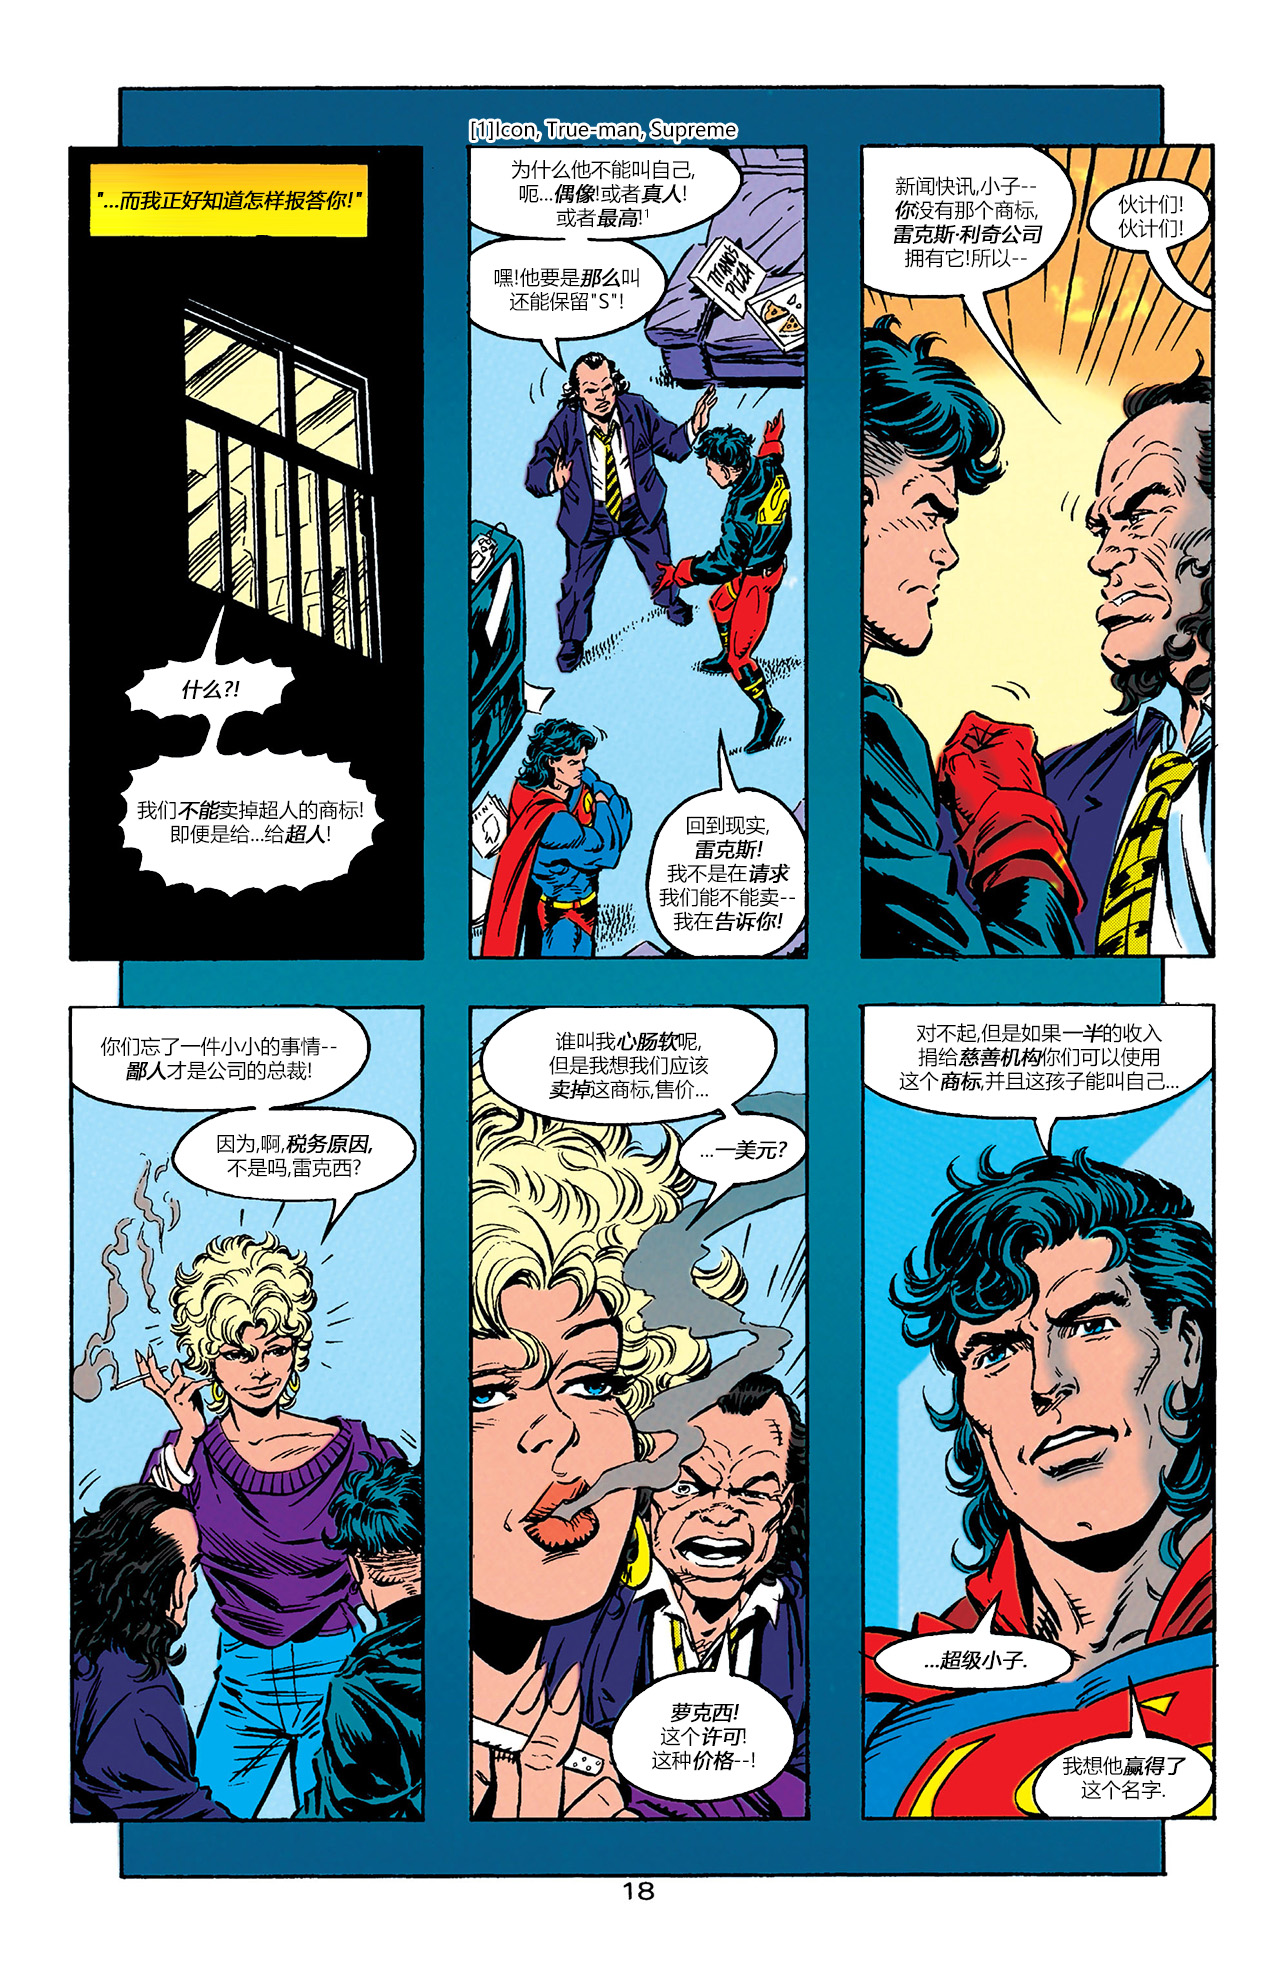 [1]Icon, True-man, Supreme
"...而我正好知道怎样报答你!"
什么?!
我们不能卖掉超人的商标!
即便是给...给超人!
为什么他不能叫自己,
呃...偶像!或者真人!
或者最高!¹
嘿!他要是那么叫
还能保留"S"!
TITANO'S
PIZZA
回到现实,
雷克斯!
我不是在请求
我们能不能卖--
我在告诉你!
新闻快讯,小子--
你没有那个商标,
雷克斯·利奇公司
拥有它!所以--
伙计们!
伙计们!
你们忘了一件小小的事情--
鄙人才是公司的总裁!
因为,啊,税务原因,
不是吗,雷克西?
谁叫我心肠软呢,
但是我想我们应该
卖掉这商标,售价...
...一美元?
萝克西!
这个许可!
这种价格--!
对不起,但是如果一半的收入
捐给慈善机构你们可以使用
这个商标,并且这孩子能叫自己...
...超级小子.
我想他赢得了
这个名字.
18